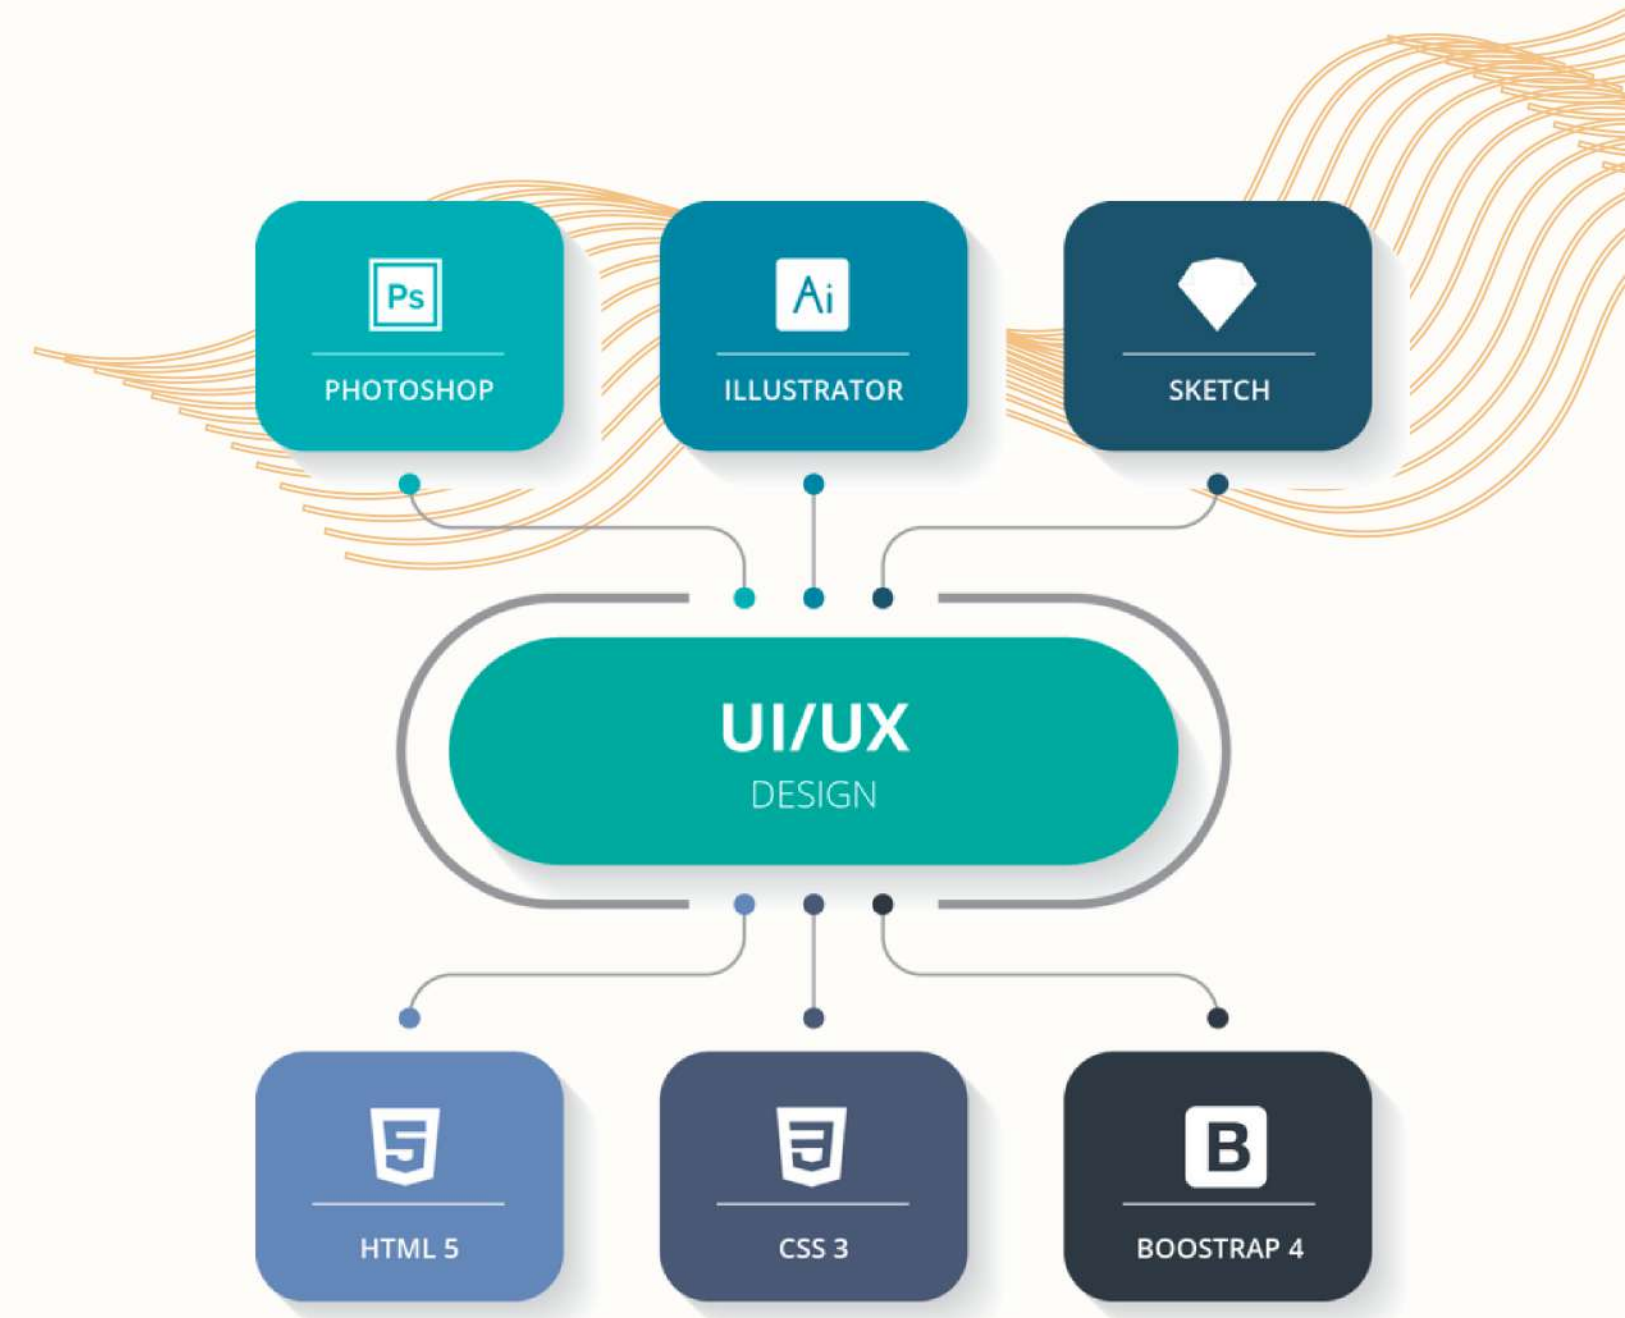 Ps
Ai
PHOTOSHOP
ILLUSTRATOR
SKETCH
UI/UX
DESIGN
5
3
B
HTML 5
CSS 3
BOOSTRAP 4